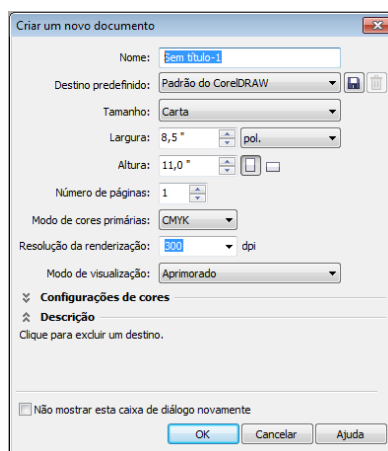 Criar um novo documento
Nome: Sem título-1
Destino predefinido: Padrão do CorelDRAW
Tamanho: Carta
Largura: 8,5 " pol.
Altura: 11,0 "
Número de páginas: 1
Modo de cores primárias: CMYK
Resolução da renderização: 300 dpi
Modo de visualização: Aprimorado
Configurações de cores
Descrição
Clique para excluir um destino.
Não mostrar esta caixa de diálogo novamente
OK Cancelar Ajuda